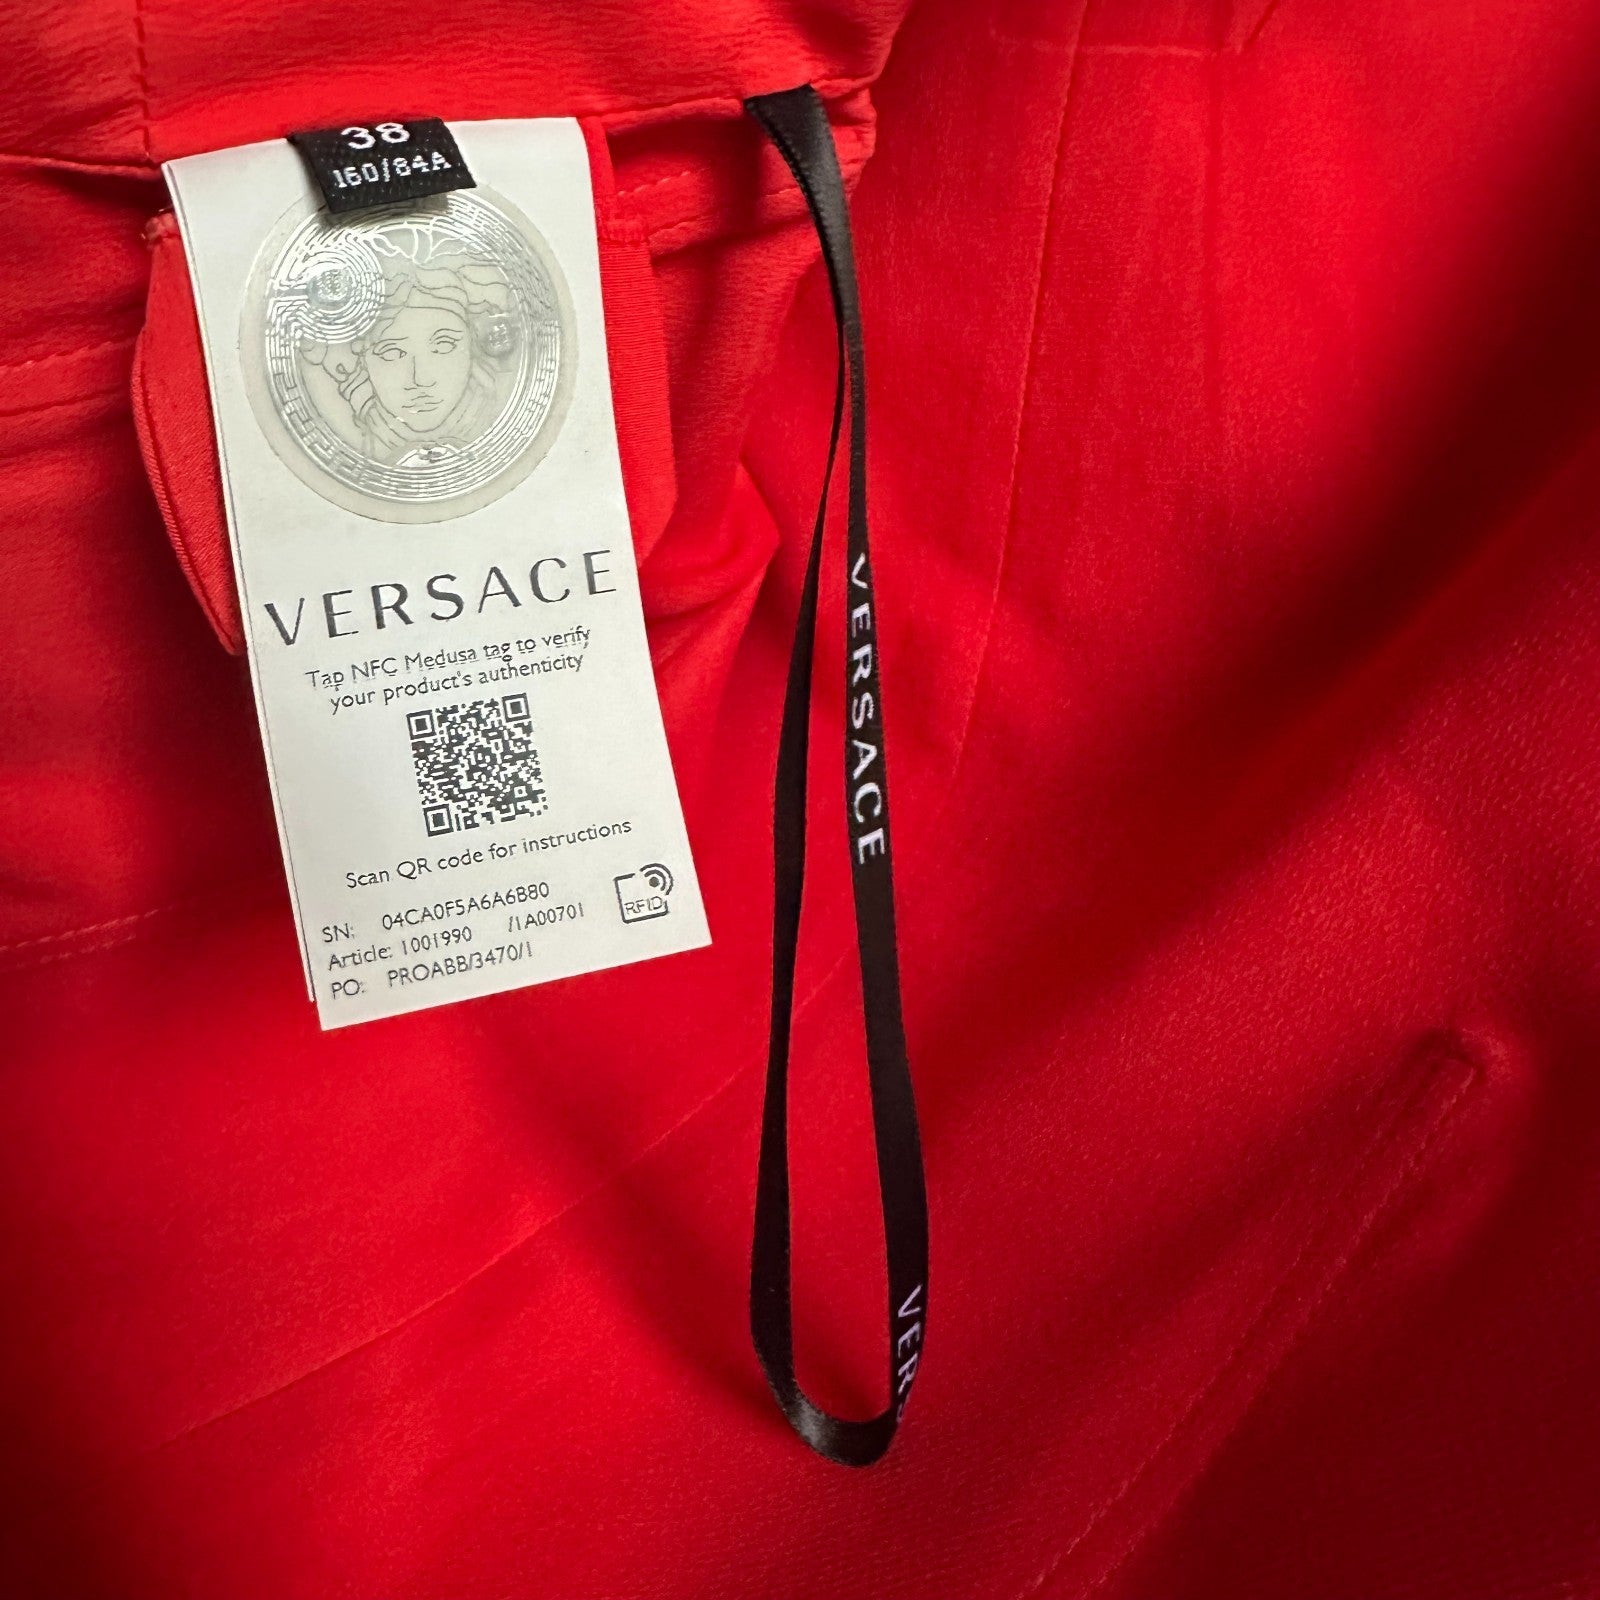 38
160/84A
VERSACE
Tap NFC Medusa tag to verify
your product's authenticity
Scan QR code for instructions
SN: 04CA0F5A6A6B80
Article: 1001990 /1A00701
PO: PROABB/3470/1
RFID
VERSACE
VERS